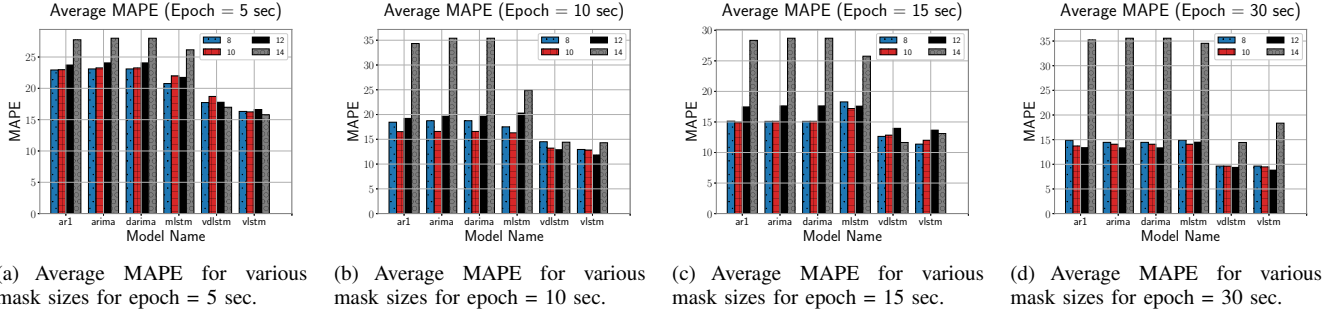 Average MAPE (Epoch = 5 sec)
MAPE
25
20
15
10
5
0
8
10
12
14
ar1 arima darima mlstm vdlstm vlstm
Model Name
Average MAPE (Epoch = 10 sec)
MAPE
35
30
25
20
15
10
5
0
8
10
12
14
ar1 arima darima mlstm vdlstm vlstm
Model Name
Average MAPE (Epoch = 15 sec)
MAPE
30
25
20
15
10
5
0
8
10
12
14
ar1 arima darima mlstm vdlstm vlstm
Model Name
Average MAPE (Epoch = 30 sec)
MAPE
35
30
25
20
15
10
5
0
8
10
12
14
ar1 arima darima mlstm vdlstm vlstm
Model Name
a) Average MAPE for various
mask sizes for epoch = 5 sec.
(b) Average MAPE for various
mask sizes for epoch = 10 sec.
(c) Average MAPE for various
mask sizes for epoch = 15 sec.
(d) Average MAPE for various
mask sizes for epoch = 30 sec.